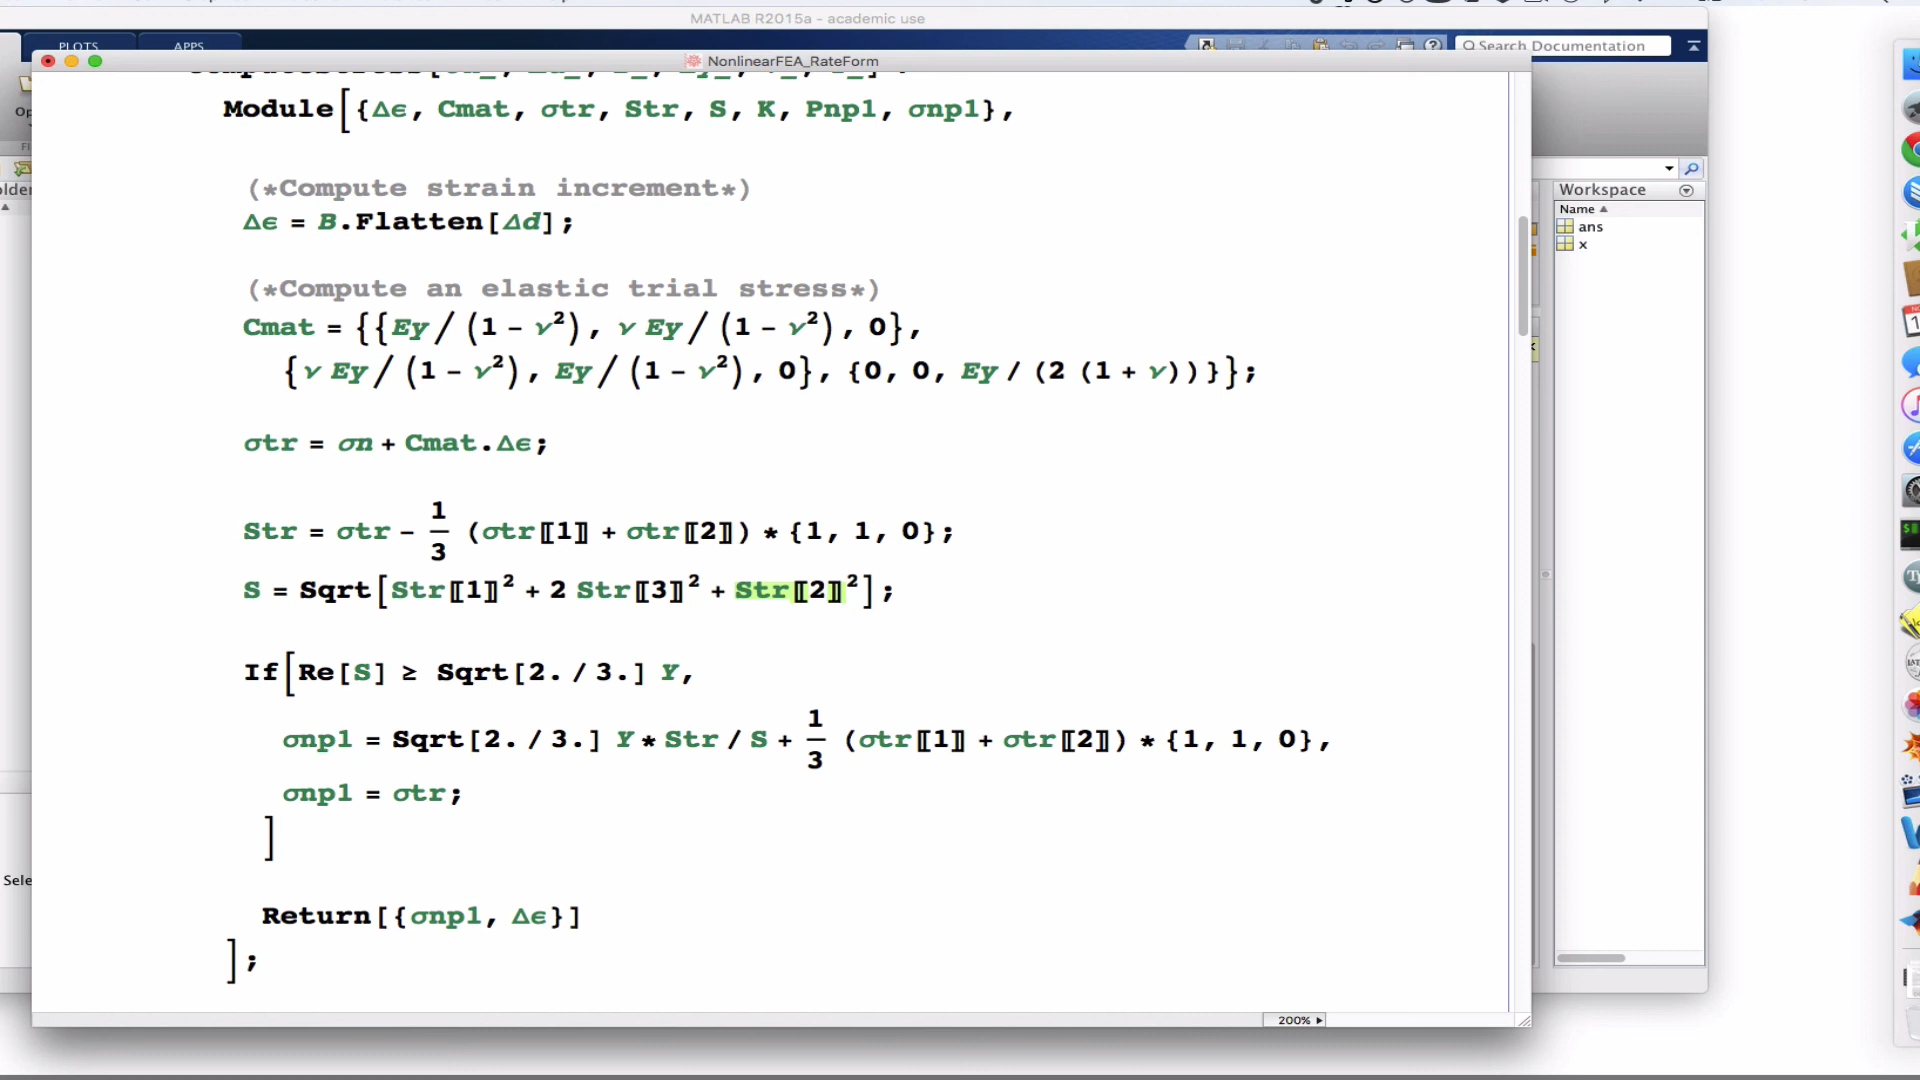 MATLAB R2015a - academic use
PLOTS APPS
Search Documentation
NonlinearFEA_RateForm
Module[{Δϵ, Cmat, σtr, Str, S, K, Pnp1, σnp1},
(*Compute strain increment*)
Δϵ = B.Flatten[Δd];
(*Compute an elastic trial stress*)
Cmat = {{Ey / (1 - ν²), ν Ey / (1 - ν²), 0},
{ν Ey / (1 - ν²), Ey / (1 - ν²), 0}, {0, 0, Ey / (2 (1 + ν))}};
σtr = σn + Cmat.Δϵ;
Str = σtr - 1/3 (σtr⟦1⟧ + σtr⟦2⟧) * {1, 1, 0};
S = Sqrt[Str⟦1⟧² + 2 Str⟦3⟧² + Str⟦2⟧²];
If[Re[S] ≥ Sqrt[2. / 3.] Y,
σnp1 = Sqrt[2. / 3.] Y * Str / S + 1/3 (σtr⟦1⟧ + σtr⟦2⟧) * {1, 1, 0},
σnp1 = σtr;
]
Return[{σnp1, Δϵ}]
];
200%
Workspace
Name
ans
x